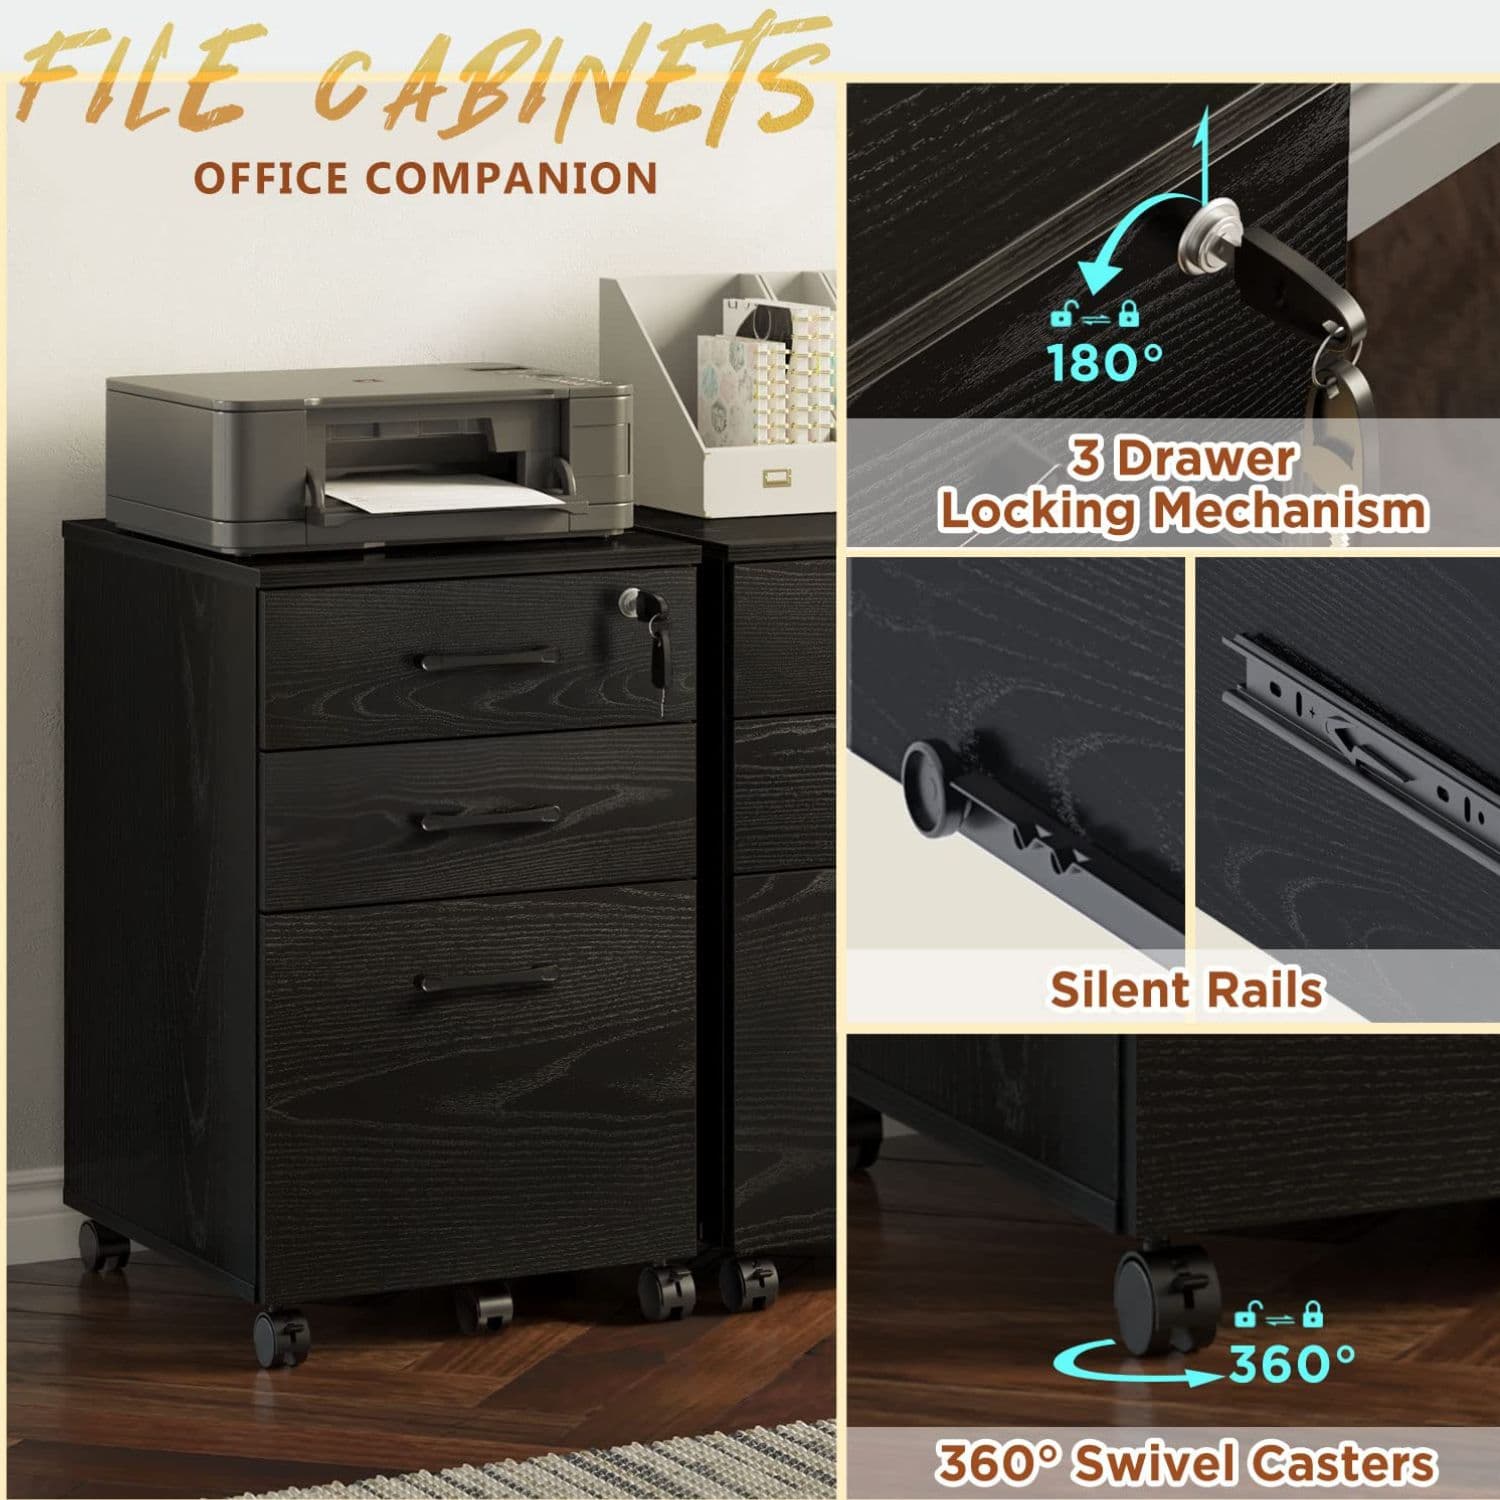 FILE CABINETS
OFFICE COMPANION
180°
3 Drawer
Locking Mechanism
Silent Rails
360°
360° Swivel Casters